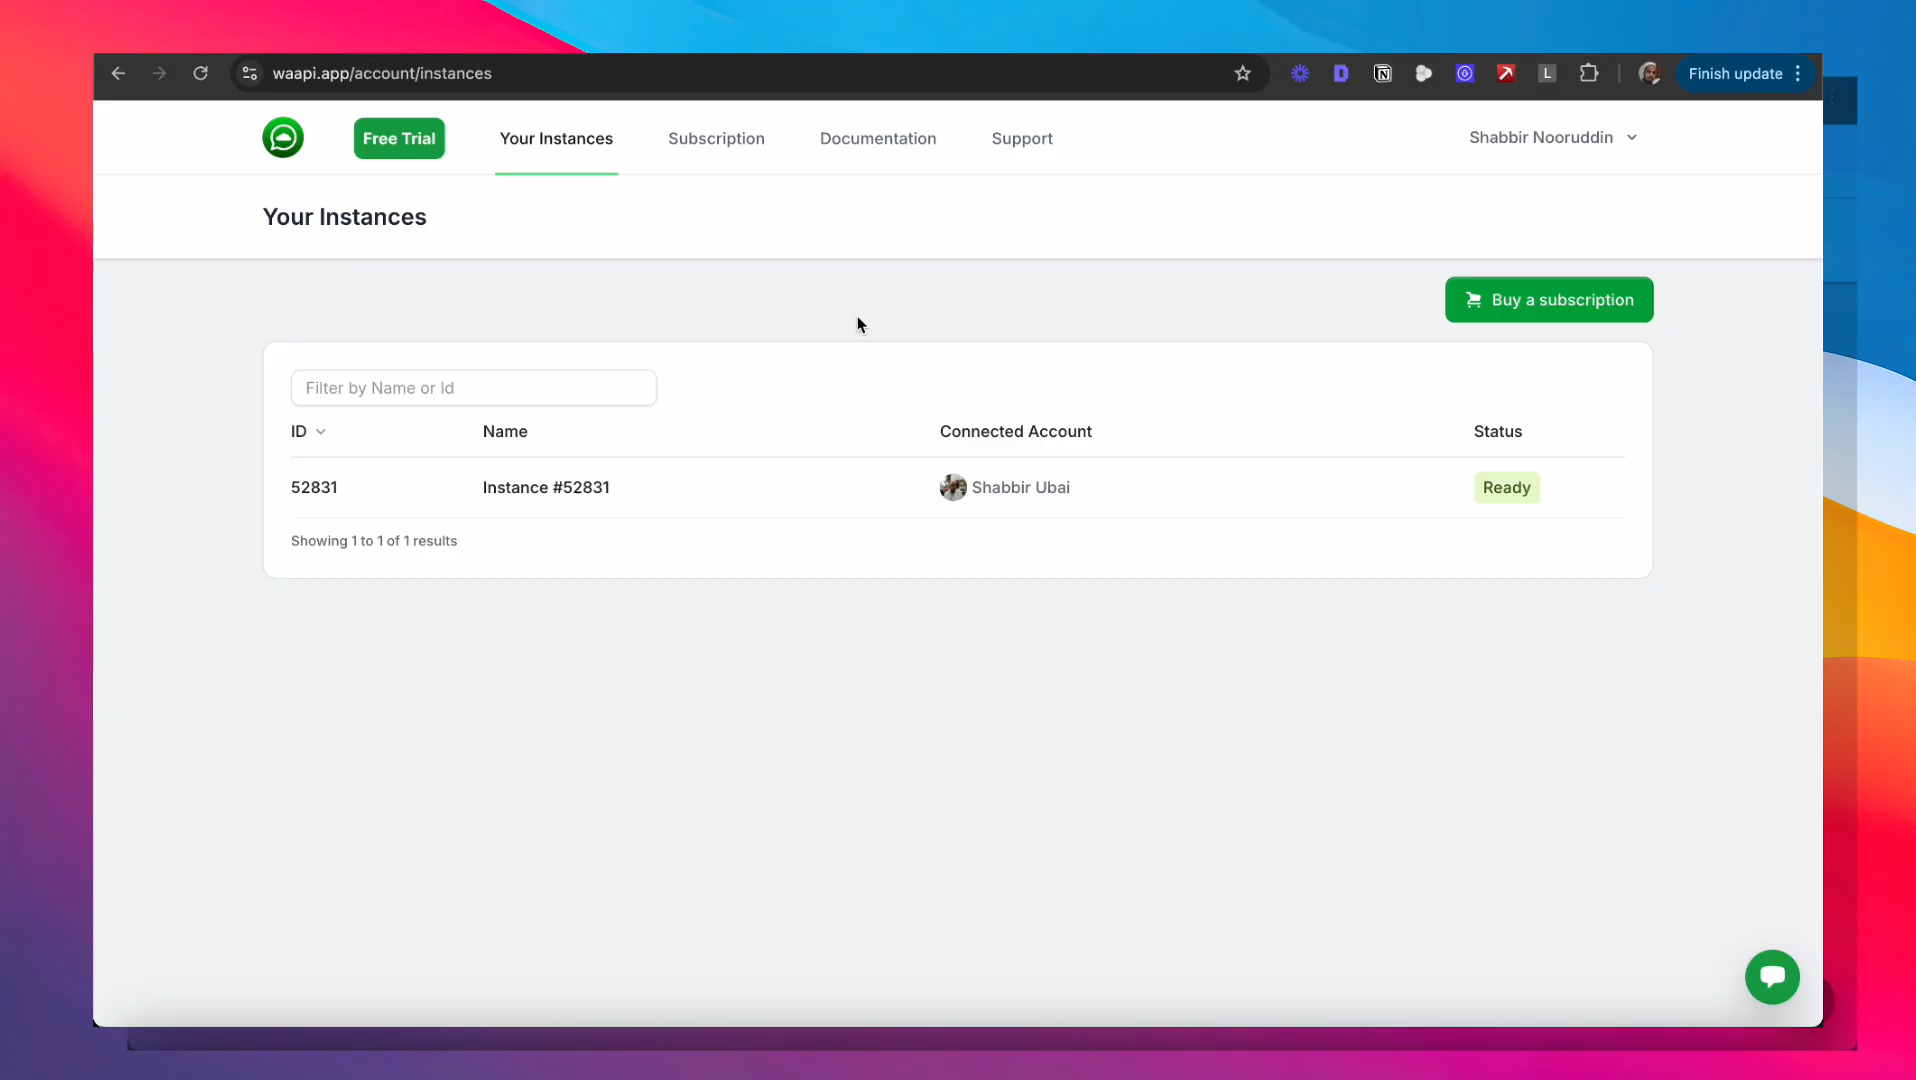 waapi.app/account/instances
L
Finish update
Free Trial
Your Instances
Subscription
Documentation
Support
Shabbir Nooruddin
Your Instances
Buy a subscription
Filter by Name or Id
ID
Name
Connected Account
Status
52831
Instance #52831
Shabbir Ubai
Ready
Showing 1 to 1 of 1 results